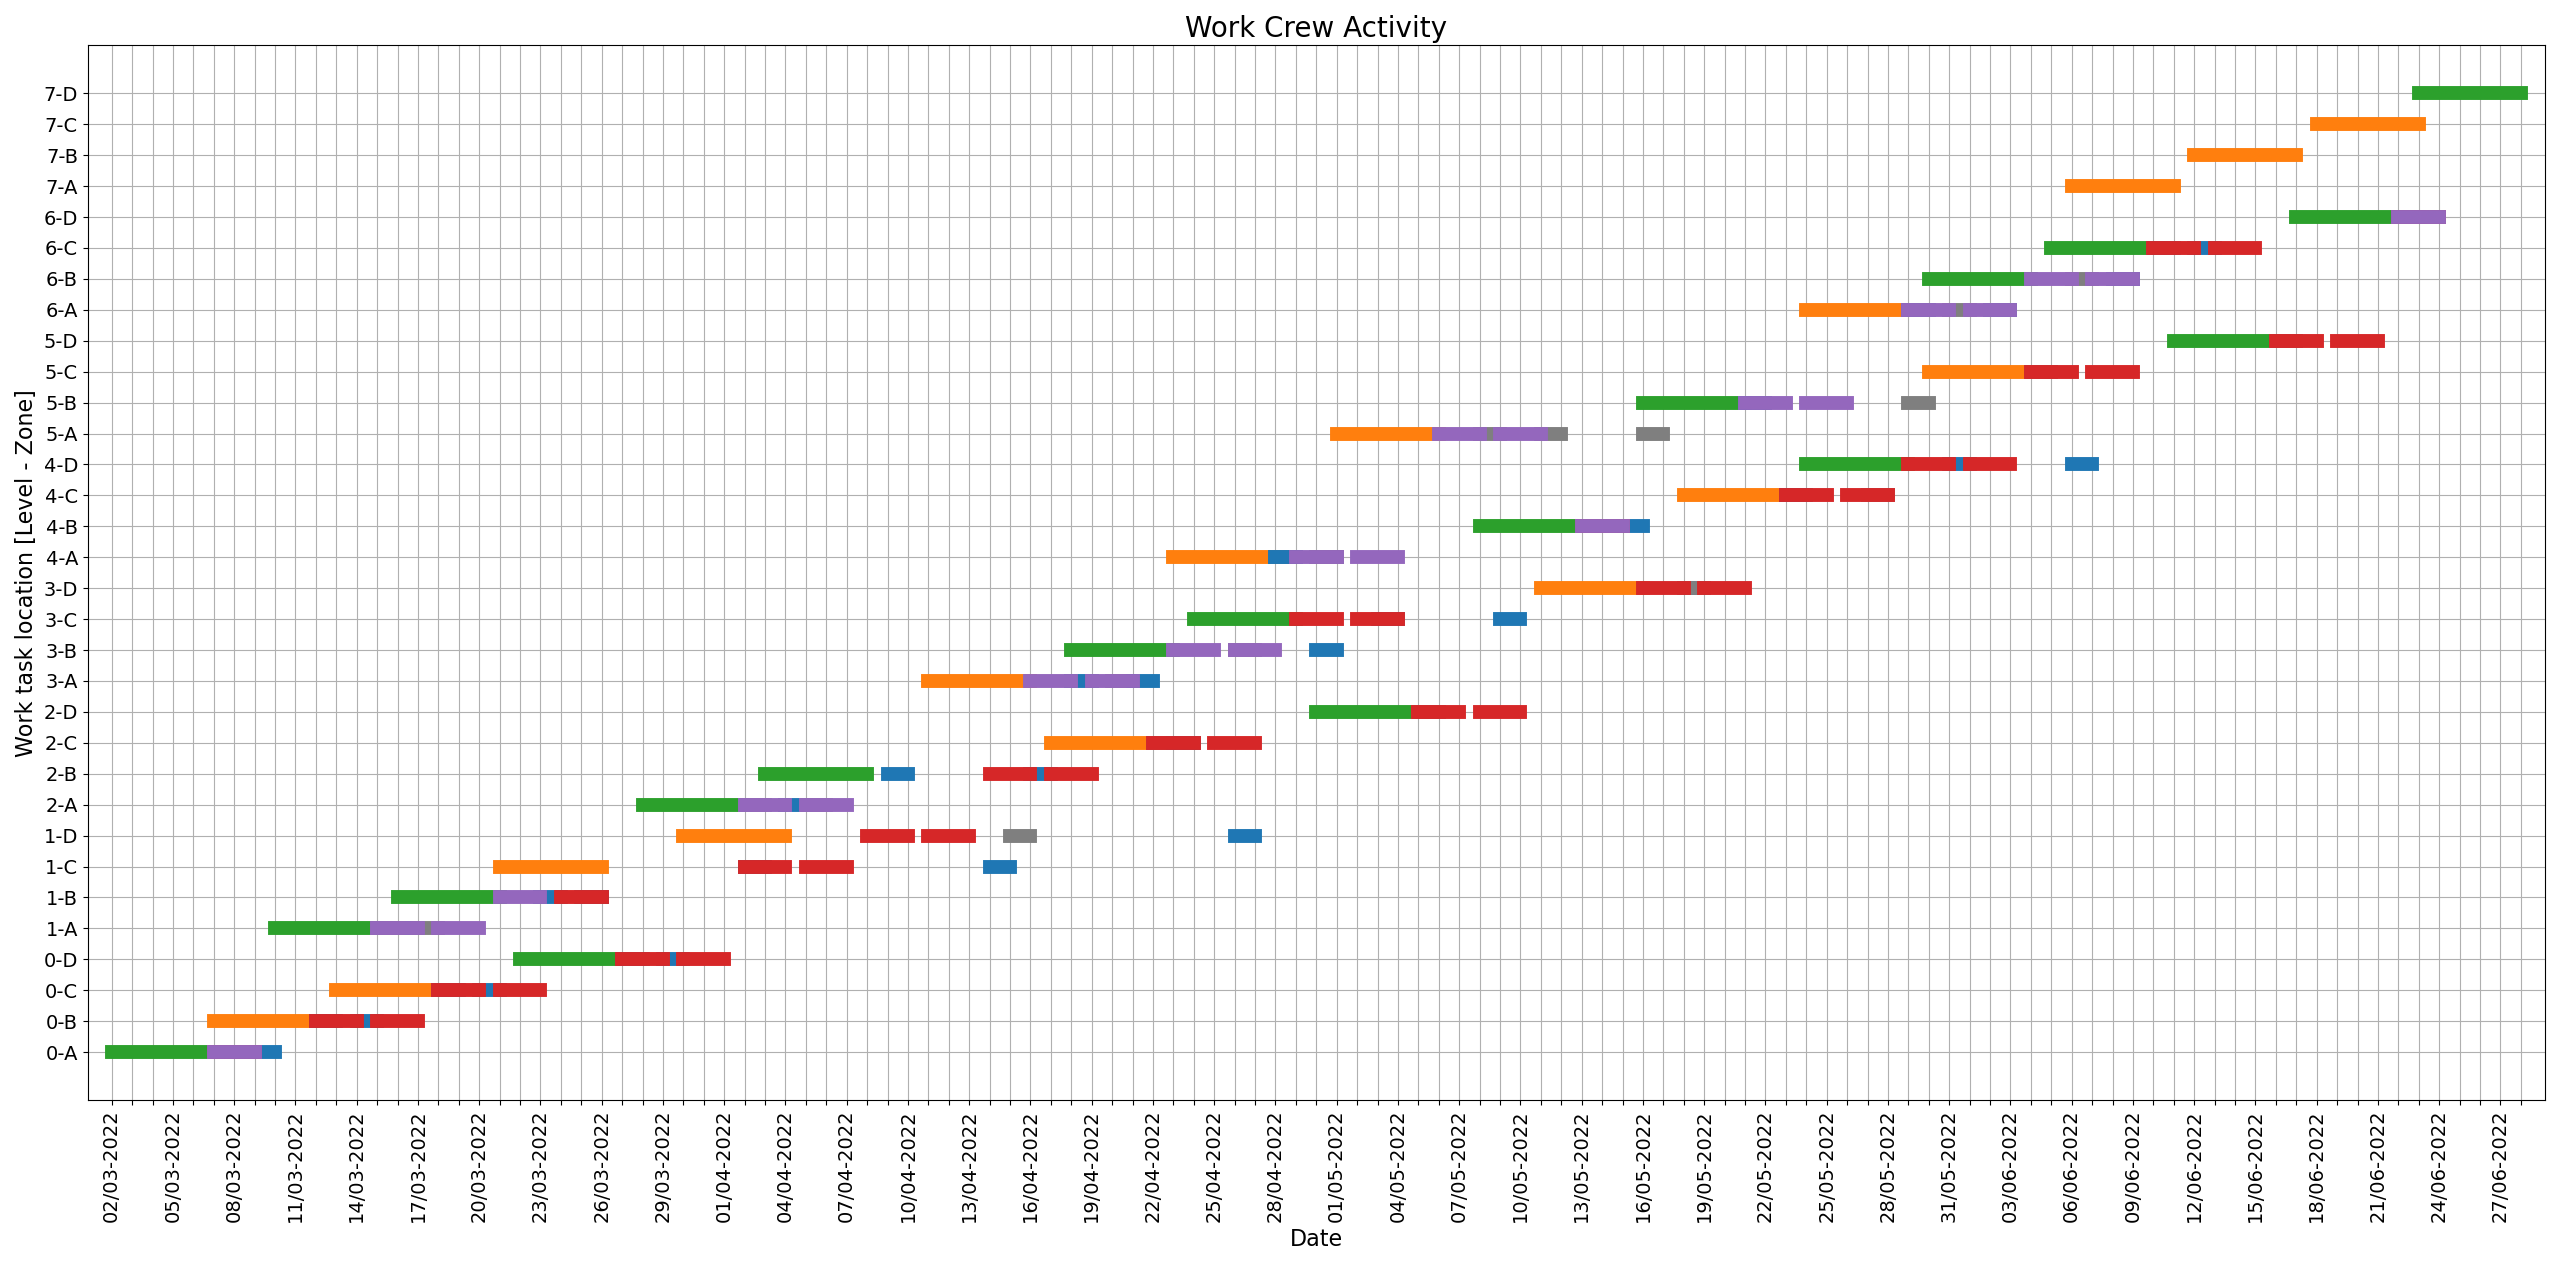 Work Crew Activity
Work task location [Level - Zone]
7-D
7-C
7-B
7-A
6-D
6-C
6-B
6-A
5-D
5-C
5-B
5-A
4-D
4-C
4-B
4-A
3-D
3-C
3-B
3-A
2-D
2-C
2-B
2-A
1-D
1-C
1-B
1-A
0-D
0-C
0-B
0-A
02/03-2022
05/03-2022
08/03-2022
11/03-2022
14/03-2022
17/03-2022
20/03-2022
23/03-2022
26/03-2022
29/03-2022
01/04-2022
04/04-2022
07/04-2022
10/04-2022
13/04-2022
16/04-2022
19/04-2022
22/04-2022
25/04-2022
28/04-2022
01/05-2022
04/05-2022
07/05-2022
10/05-2022
13/05-2022
16/05-2022
19/05-2022
22/05-2022
25/05-2022
28/05-2022
31/05-2022
03/06-2022
06/06-2022
09/06-2022
12/06-2022
15/06-2022
18/06-2022
21/06-2022
24/06-2022
27/06-2022
Date